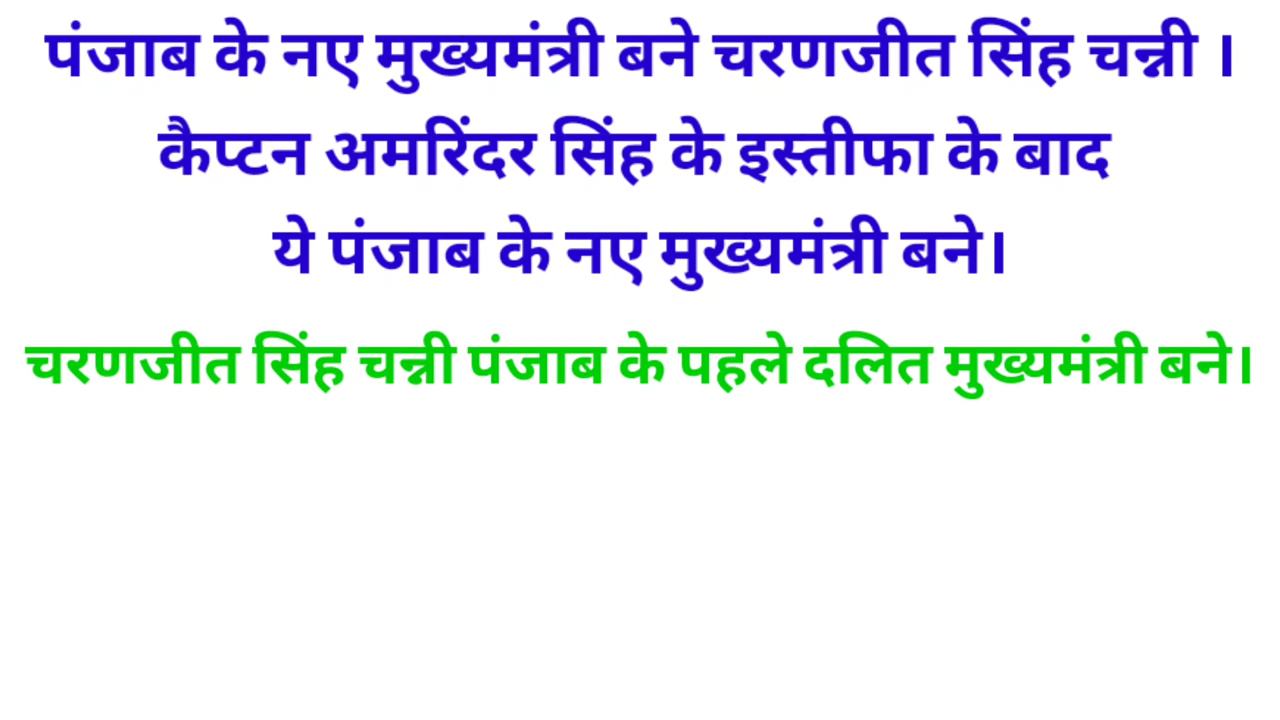 पंजाब के नए मुख्यमंत्री बने चरणजीत सिंह चन्नी ।
कैप्टन अमरिंदर सिंह के इस्तीफा के बाद
ये पंजाब के नए मुख्यमंत्री बने।
चरणजीत सिंह चन्नी पंजाब के पहले दलित मुख्यमंत्री बने।